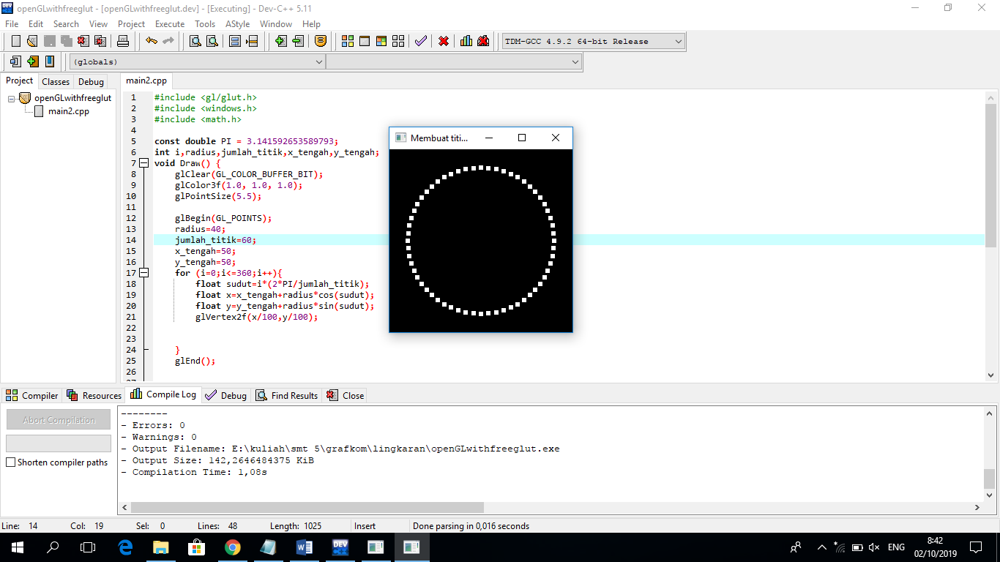 openGLwithfreeglut - [openGLwithfreeglut.dev] - [Executing] - Dev-C++ 5.11
File Edit Search View Project Execute Tools AStyle Window Help
TDM-GCC 4.9.2 64-bit Release
(globals)
Project Classes Debug
main2.cpp
openGLwithfreeglut
main2.cpp
1 #include <gl/glut.h>
2 #include <windows.h>
3 #include <math.h>
4
5 const double PI = 3.141592653589793;
6 int i,radius,jumlah_titik,x_tengah,y_tengah;
7 void Draw() {
8 glClear(GL_COLOR_BUFFER_BIT);
9 glColor3f(1.0, 1.0, 1.0);
10 glPointSize(5.5);
11
12 glBegin(GL_POINTS);
13 radius=40;
14 jumlah_titik=60;
15 x_tengah=50;
16 y_tengah=50;
17 for (i=0;i<=360;i++){
18 float sudut=i*(2*PI/jumlah_titik);
19 float x=x_tengah+radius*cos(sudut);
20 float y=y_tengah+radius*sin(sudut);
21 glVertex2f(x/100,y/100);
22
23
24 }
25 glEnd();
26
Membuat titi...
Compiler Resources Compile Log Debug Find Results Close
Abort Compilation
Shorten compiler paths
--------
- Errors: 0
- Warnings: 0
- Output Filename: E:\kuliah\smt 5\grafkom\lingkaran\openGLwithfreeglut.exe
- Output Size: 142,2646484375 KiB
- Compilation Time: 1,08s
Line: 14 Col: 19 Sel: 0 Lines: 48 Length: 1025 Insert Done parsing in 0,016 seconds
ENG
8:42
02/10/2019